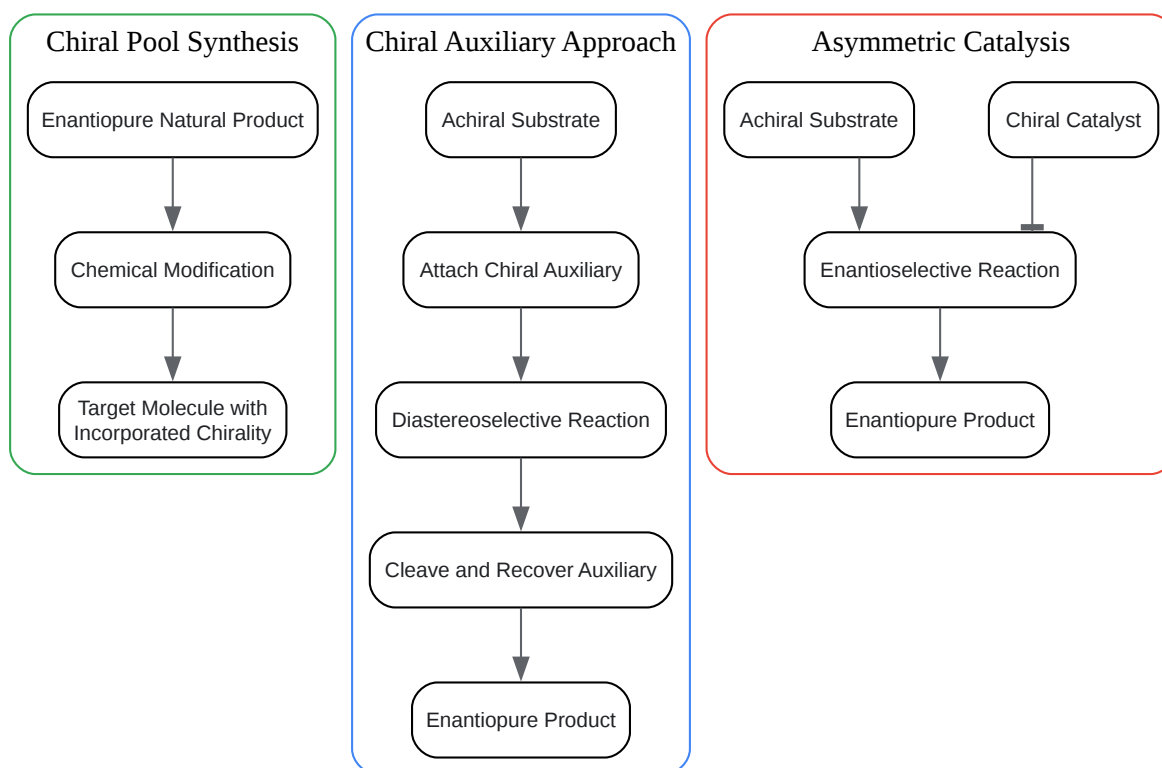 Chiral Pool Synthesis
Enantiopure Natural Product
Chemical Modification
Target Molecule with
Incorporated Chirality
Chiral Auxiliary Approach
Achiral Substrate
Attach Chiral Auxiliary
Diastereoselective Reaction
Cleave and Recover Auxiliary
Enantiopure Product
Asymmetric Catalysis
Achiral Substrate
Chiral Catalyst
Enantioselective Reaction
Enantiopure Product